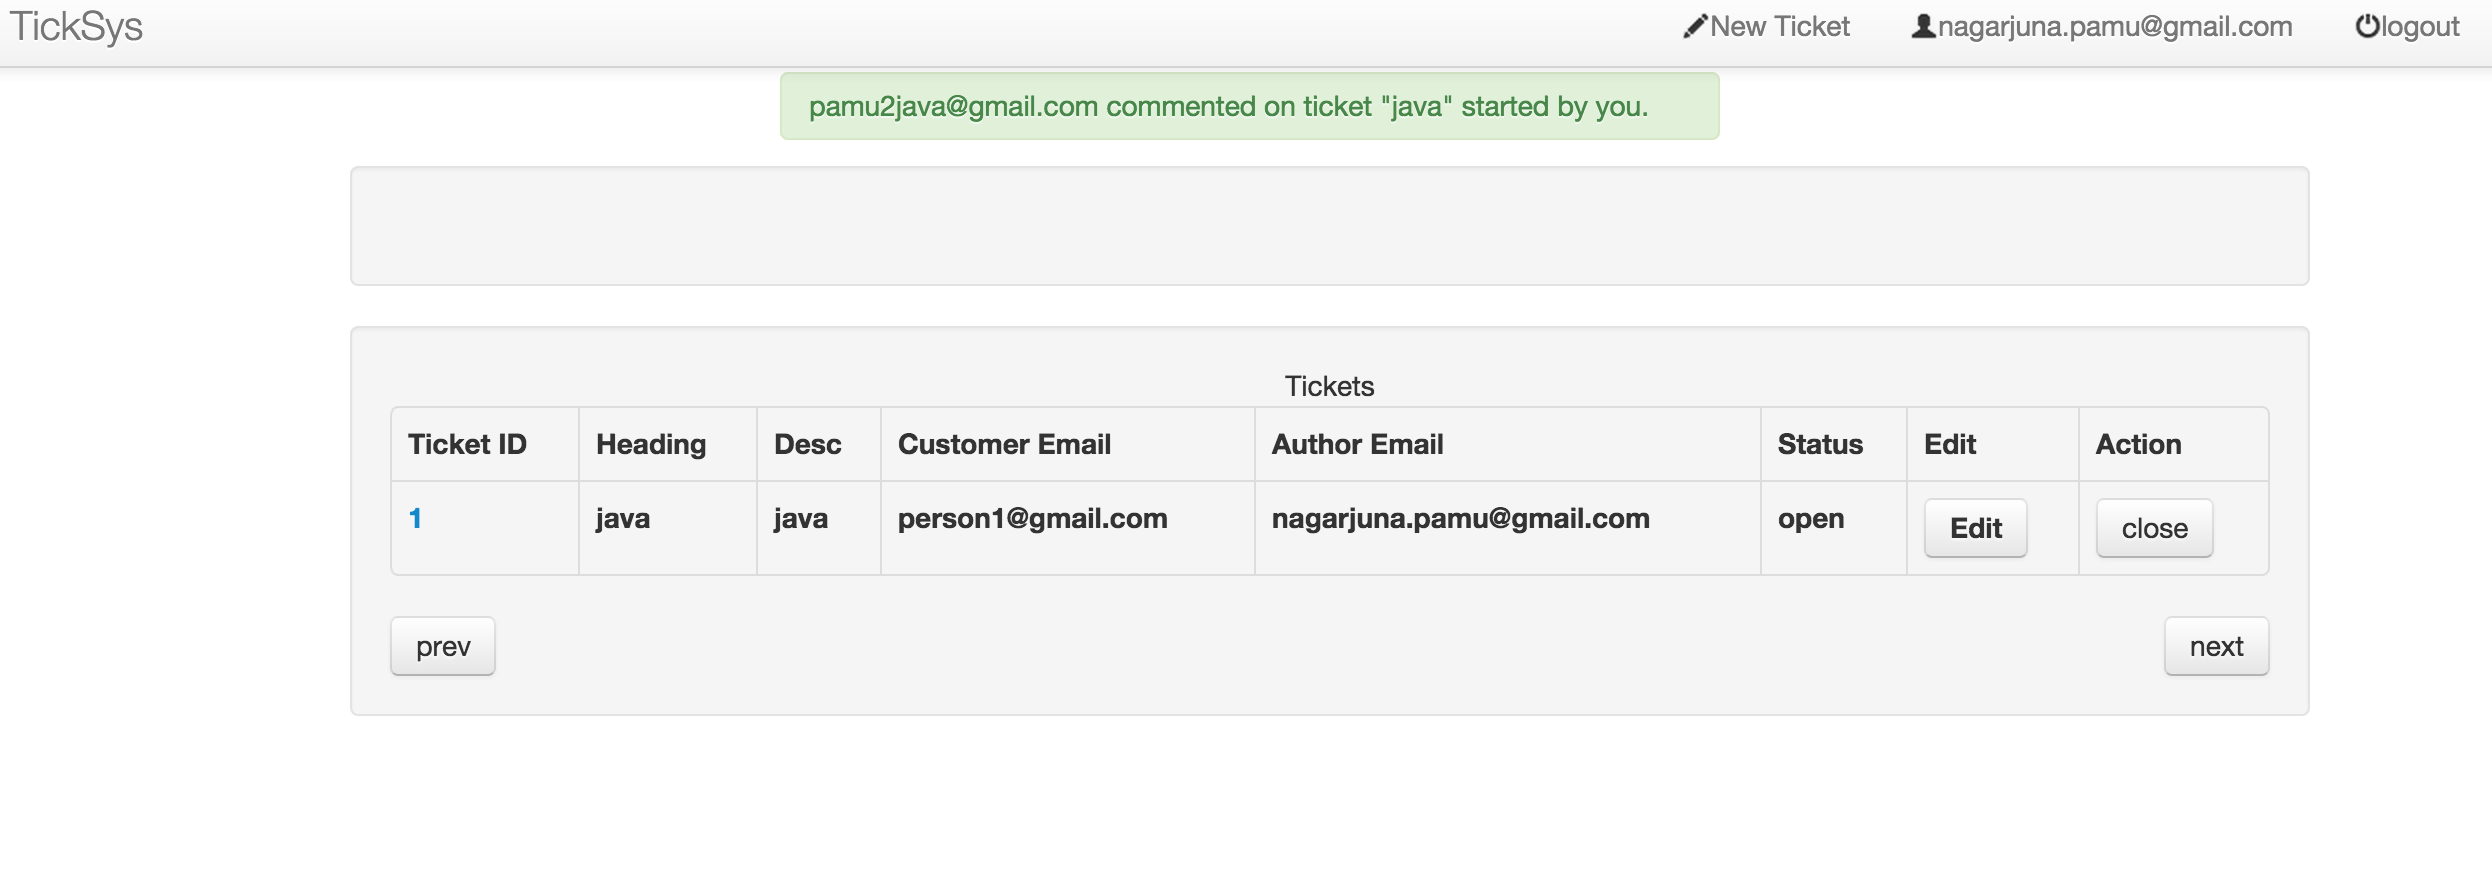 TickSys New Ticket nagarjuna.pamu@gmail.com logout
pamu2java@gmail.com commented on ticket "java" started by you.
Tickets
Ticket ID Heading Desc Customer Email Author Email Status Edit Action
1 java java person1@gmail.com nagarjuna.pamu@gmail.com open Edit close
prev next